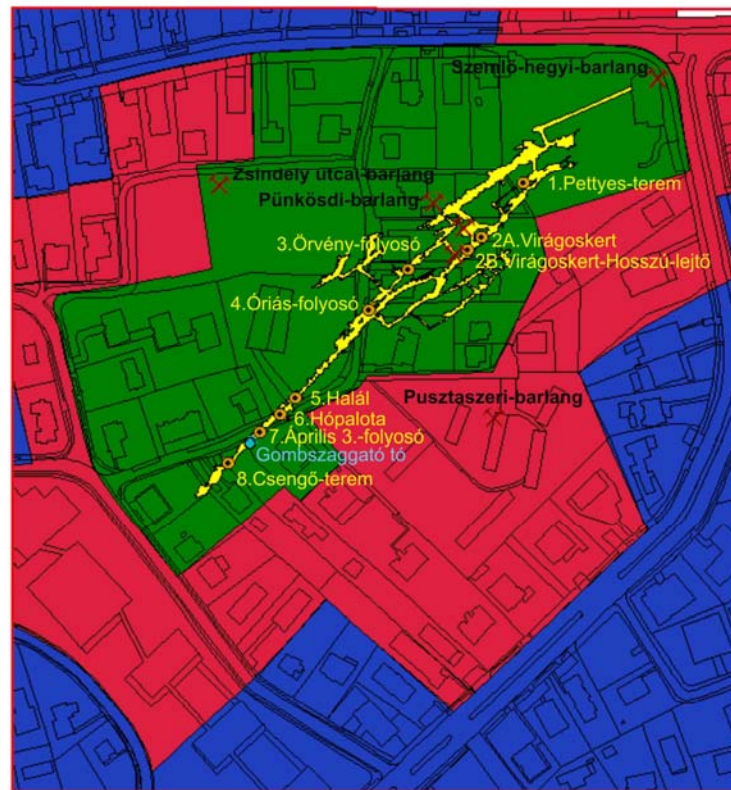 Szemlő-hegyi-barlang
Zsindely utcai-barlang
1.Pettyes-terem
Pünkösdi-barlang
3.Örvény-folyosó
2A.Virágoskert
2B.Virágoskert-Hosszú-lejtő
4.Óriás-folyosó
5.Halál
6.Hópalota
Pusztaszeri-barlang
7.Április 3.-folyosó
Gombszaggató tó
8.Csengő-terem